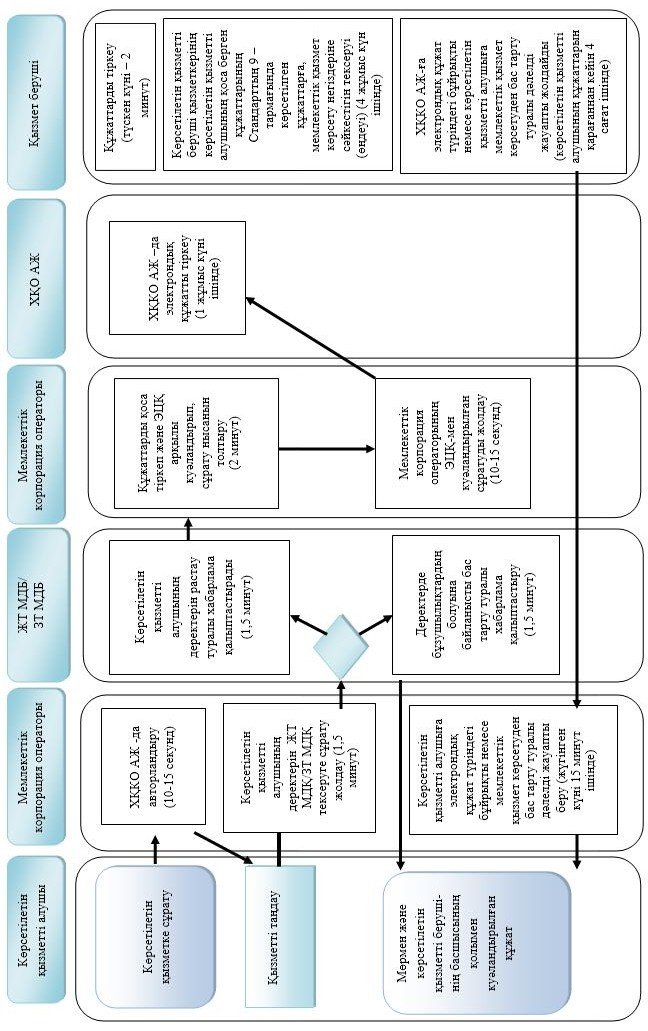 Көрсетілетін
қызметті алушы
Мемлекеттік
корпорация операторы
ЖТ МДБ/
ЗТ МДБ
Мемлекеттік
корпорация операторы
ХҚО АЖ
Қызмет беруші
Көрсетілетін
қызметке сұрату
Қызметті таңдау
Мөрмен және
көрсетілетін
қызметті беруші-
нің басшысының
қолымен
куәландырылған
құжат
ХҚКО АЖ -да
авторландыру
(10-15 секунд)
Көрсетілетін
қызметті
алушының
деректерін ЖТ
МДҚ/ЗТ МДҚ
тексеруге сұрату
жолдау (1,5
минут)
Көрсетілетін
қызметті алушыға
электрондық
құжат түріндегі
бұйрықты немесе
мемлекеттік
қызмет көрсетуден
бас тарту туралы
дәлелді жауапты
беру (жүгінген
күні 15 минут
ішінде)
Көрсетілетін
қызметті
алушының
деректерін растау
туралы хабарлама
қалыптастырады
(1,5 минут)
Деректерде
бұзушылықтардың
болуына
байланысты бас
тарту туралы
хабарлама
қалыптастыру
(1,5 минут)
Құжаттарды қоса
тіркеп және ЭЦҚ
арқылы
куәландырып,
сұрату нысанын
толтыру
(2 минут)
Мемлекеттік
корпорация
операторының
ЭЦҚ-мен
куәландырылған
сұратуды жолдау
(10-15 секунд)
ХҚКО АЖ –да
электрондық
құжатты тіркеу
(1 жұмыс күні
ішінде)
Құжаттарды тіркеу
(түскен күні – 2
минут)
Көрсетілетін қызметті
беруші қызметкерінің
көрсетілетін қызметті
алушының қоса берген
құжаттарының
Стандарттың 9 –
тармағында
көрсетілген
құжаттарға,
мемлекеттік қызмет
көрсету негіздеріне
сәйкестігін тексеруі
(өңдеуі) (4 жұмыс күн
ішінде)
ХҚКО АЖ-ға
электрондық құжат
түріндегі бұйрықты
немесе көрсетілетін
қызметті алушыға
мемлекеттік қызмет
көрсетуден бас тарту
туралы дәлелді
жауапты жолдайды
(көрсетілетін қызметті
алушының құжаттарын
қарағаннан кейін 4
сағат ішінде)